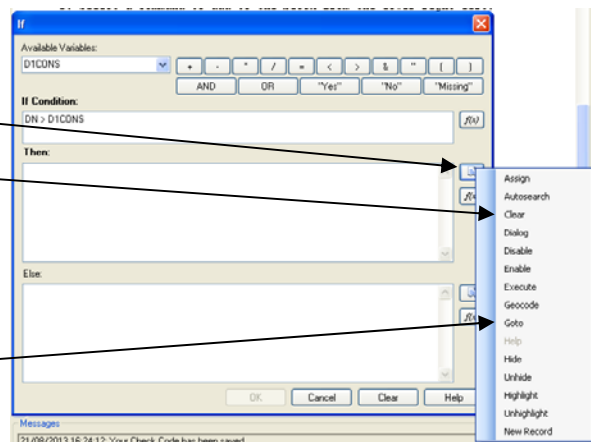 If
Available Variables:
D1CONS
+ - * / = < > & " ( )
AND OR "Yes" "No" "Missing"
If Condition:
DN > D1CONS
f(x)
Then:
Else:
OK Cancel Clear Help
Assign
Autosearch
Clear
Dialog
Disable
Enable
Execute
Geocode
Goto
Help
Hide
Unhide
Highlight
Unhighlight
New Record
Messages
21/08/2013 16:24:12: Your Check Code has been saved